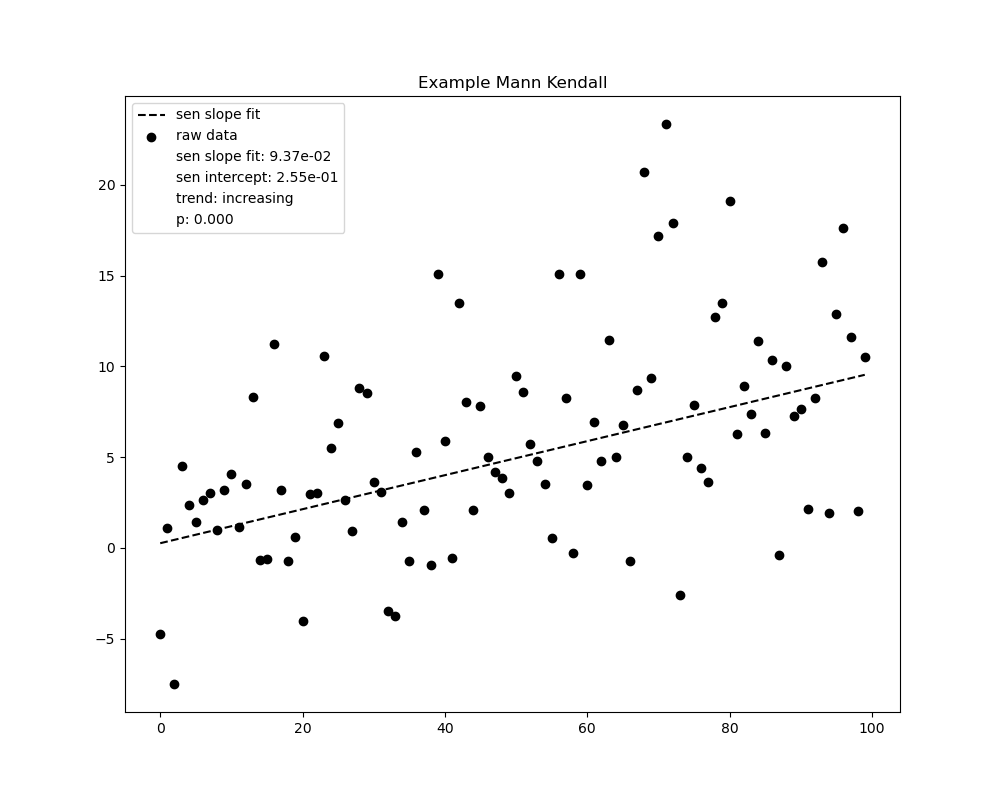 Example Mann Kendall
sen slope fit
raw data
sen slope fit: 9.37e-02
sen intercept: 2.55e-01
trend: increasing
p: 0.000
20
15
10
5
0
−5
0
20
40
60
80
100